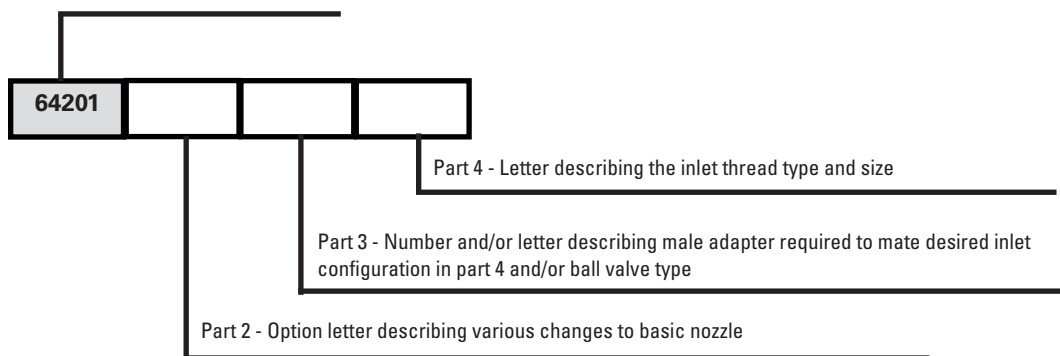 64201
Part 4 - Letter describing the inlet thread type and size
Part 3 - Number and/or letter describing male adapter required to mate desired inlet
configuration in part 4 and/or ball valve type
Part 2 - Option letter describing various changes to basic nozzle